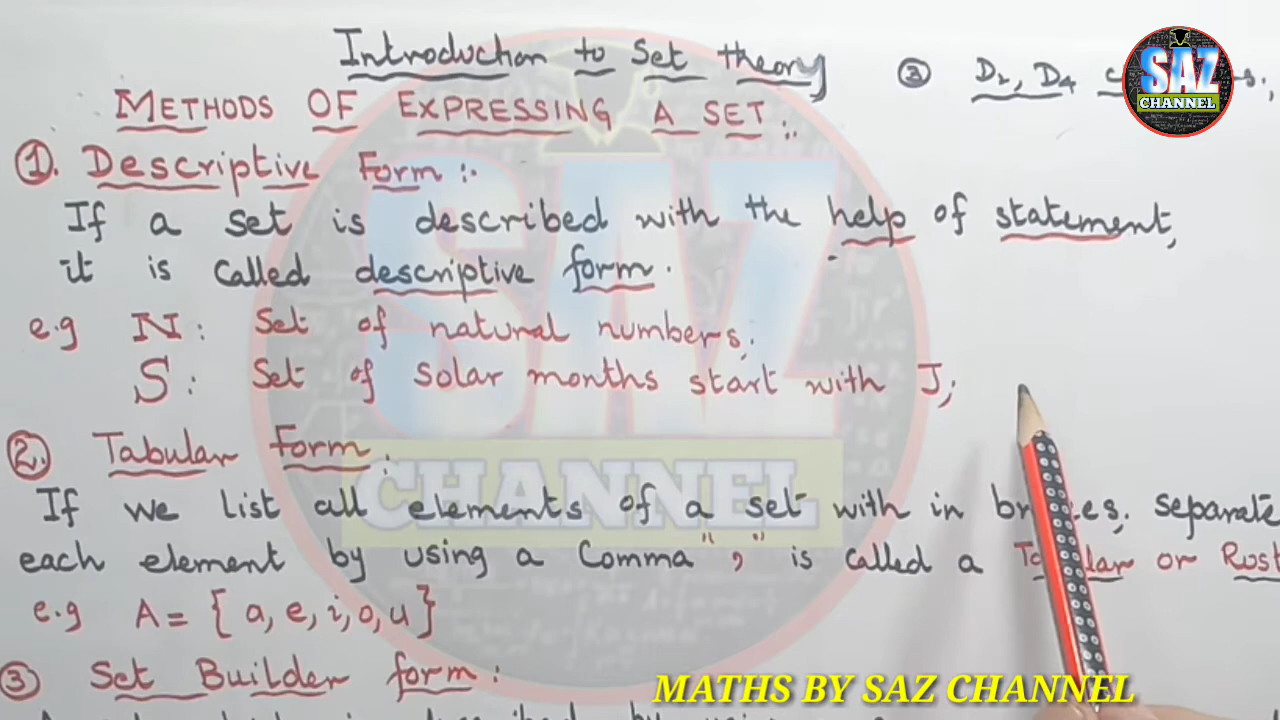 Introduction to Set theory
③ D2, D4 c s.,
SAZ
CHANNEL
METHODS OF EXPRESSING A SET:.
①. Descriptive Form:.
If a set is described with the help of statement,
it is called descriptive form.
e.g N: Set of natural numbers.
S: Set of solar months start with J;
②. Tabular Form:
If we list all elements of a set with in braces, separate
each element by using a Comma "," is called a Tabular or Rost
e.g A = { a, e, i, o, u }
③ Set Builder form:
MATHS BY SAZ CHANNEL
SAZ
CHANNEL